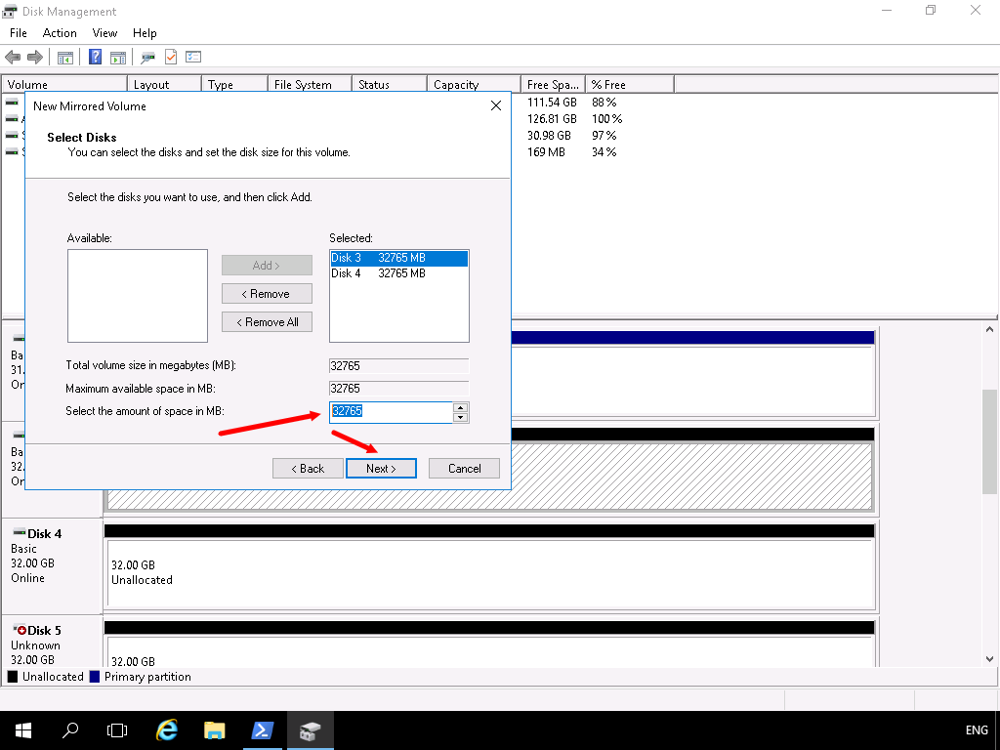 Disk Management
File Action View Help
Volume Layout Type File System Status Capacity Free Spa... % Free
111.54 GB 88 %
126.81 GB 100 %
30.98 GB 97 %
169 MB 34 %
New Mirrored Volume
Select Disks
You can select the disks and set the disk size for this volume.
Select the disks you want to use, and then click Add.
Available: Selected:
Disk 3 32765 MB
Disk 4 32765 MB
Add >
< Remove
< Remove All
Total volume size in megabytes (MB): 32765
Maximum available space in MB: 32765
Select the amount of space in MB: 32765
< Back Next > Cancel
Ba
31.
On
Ba
32.
On
Disk 4
Basic
32.00 GB
Online
32.00 GB
Unallocated
Disk 5
Unknown
32.00 GB
32.00 GB
Unallocated Primary partition
ENG